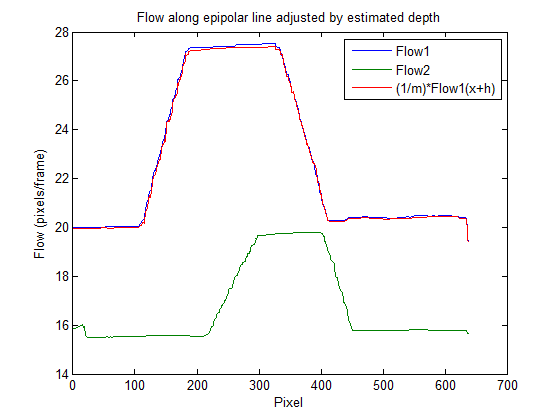 Flow along epipolar line adjusted by estimated depth
Flow1
Flow2
(1/m)*Flow1(x+h)
Flow (pixels/frame)
28
26
24
22
20
18
16
14
0
100
200
300
400
500
600
700
Pixel